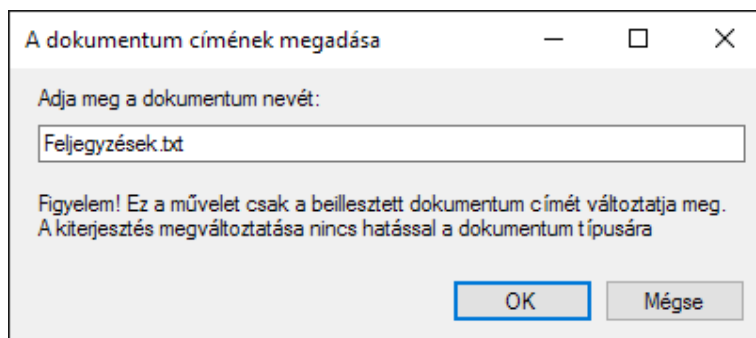 A dokumentum címének megadása
Adja meg a dokumentum nevét:
Feljegyzések.txt
Figyelem! Ez a művelet csak a beillesztett dokumentum címét változtatja meg.
A kiterjesztés megváltoztatása nincs hatással a dokumentum típusára
OK Mégse